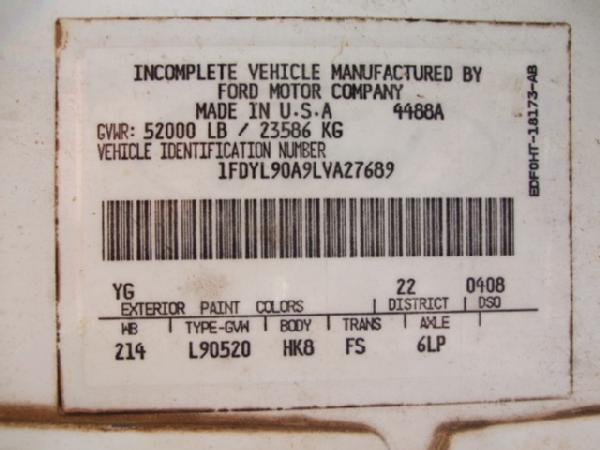 INCOMPLETE VEHICLE MANUFACTURED BY
FORD MOTOR COMPANY
MADE IN U.S.A 4488A
GVWR: 52000 LB / 23586 KG
VEHICLE IDENTIFICATION NUMBER
1FDYL90A9LVA27689
YG 22 0408
EXTERIOR PAINT COLORS DISTRICT DSO
WB TYPE-GVW BODY TRANS AXLE
214 L90520 HK8 FS 6LP
EDF0HT-18173-AB